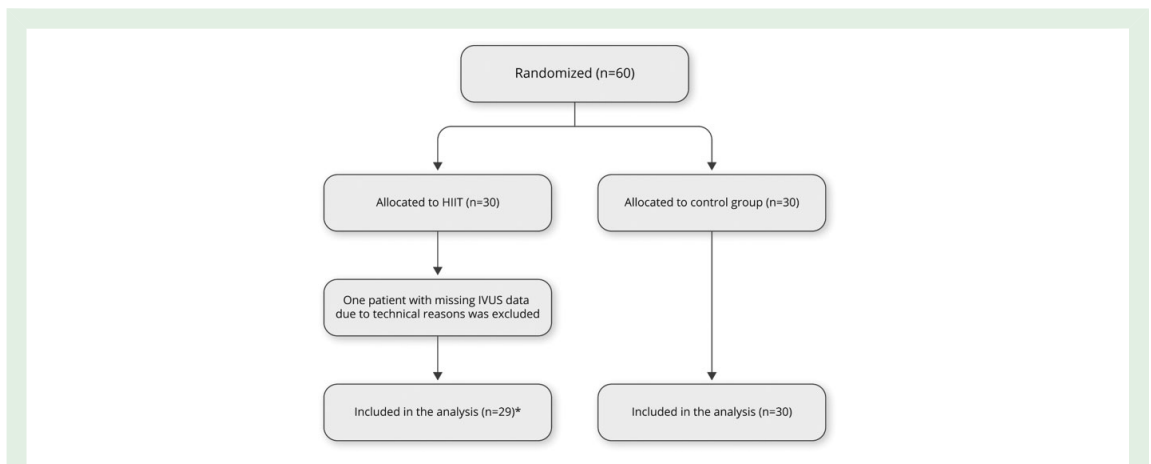 Randomized (n=60)
Allocated to HIIT (n=30)
Allocated to control group (n=30)
One patient with missing IVUS data
due to technical reasons was excluded
Included in the analysis (n=29)*
Included in the analysis (n=30)